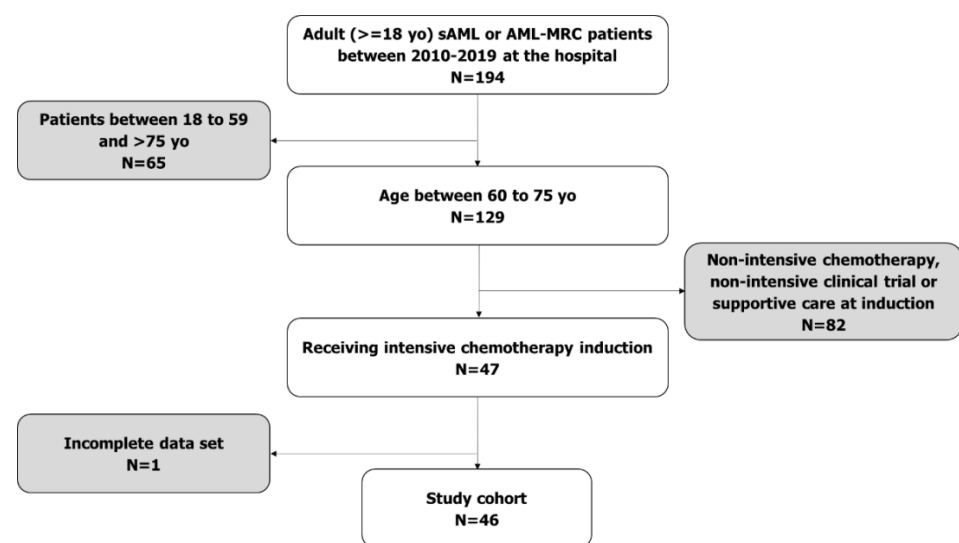 Adult (>=18 yo) sAML or AML-MRC patients
between 2010-2019 at the hospital
N=194
Patients between 18 to 59
and >75 yo
N=65
Age between 60 to 75 yo
N=129
Non-intensive chemotherapy,
non-intensive clinical trial or
supportive care at induction
N=82
Receiving intensive chemotherapy induction
N=47
Incomplete data set
N=1
Study cohort
N=46